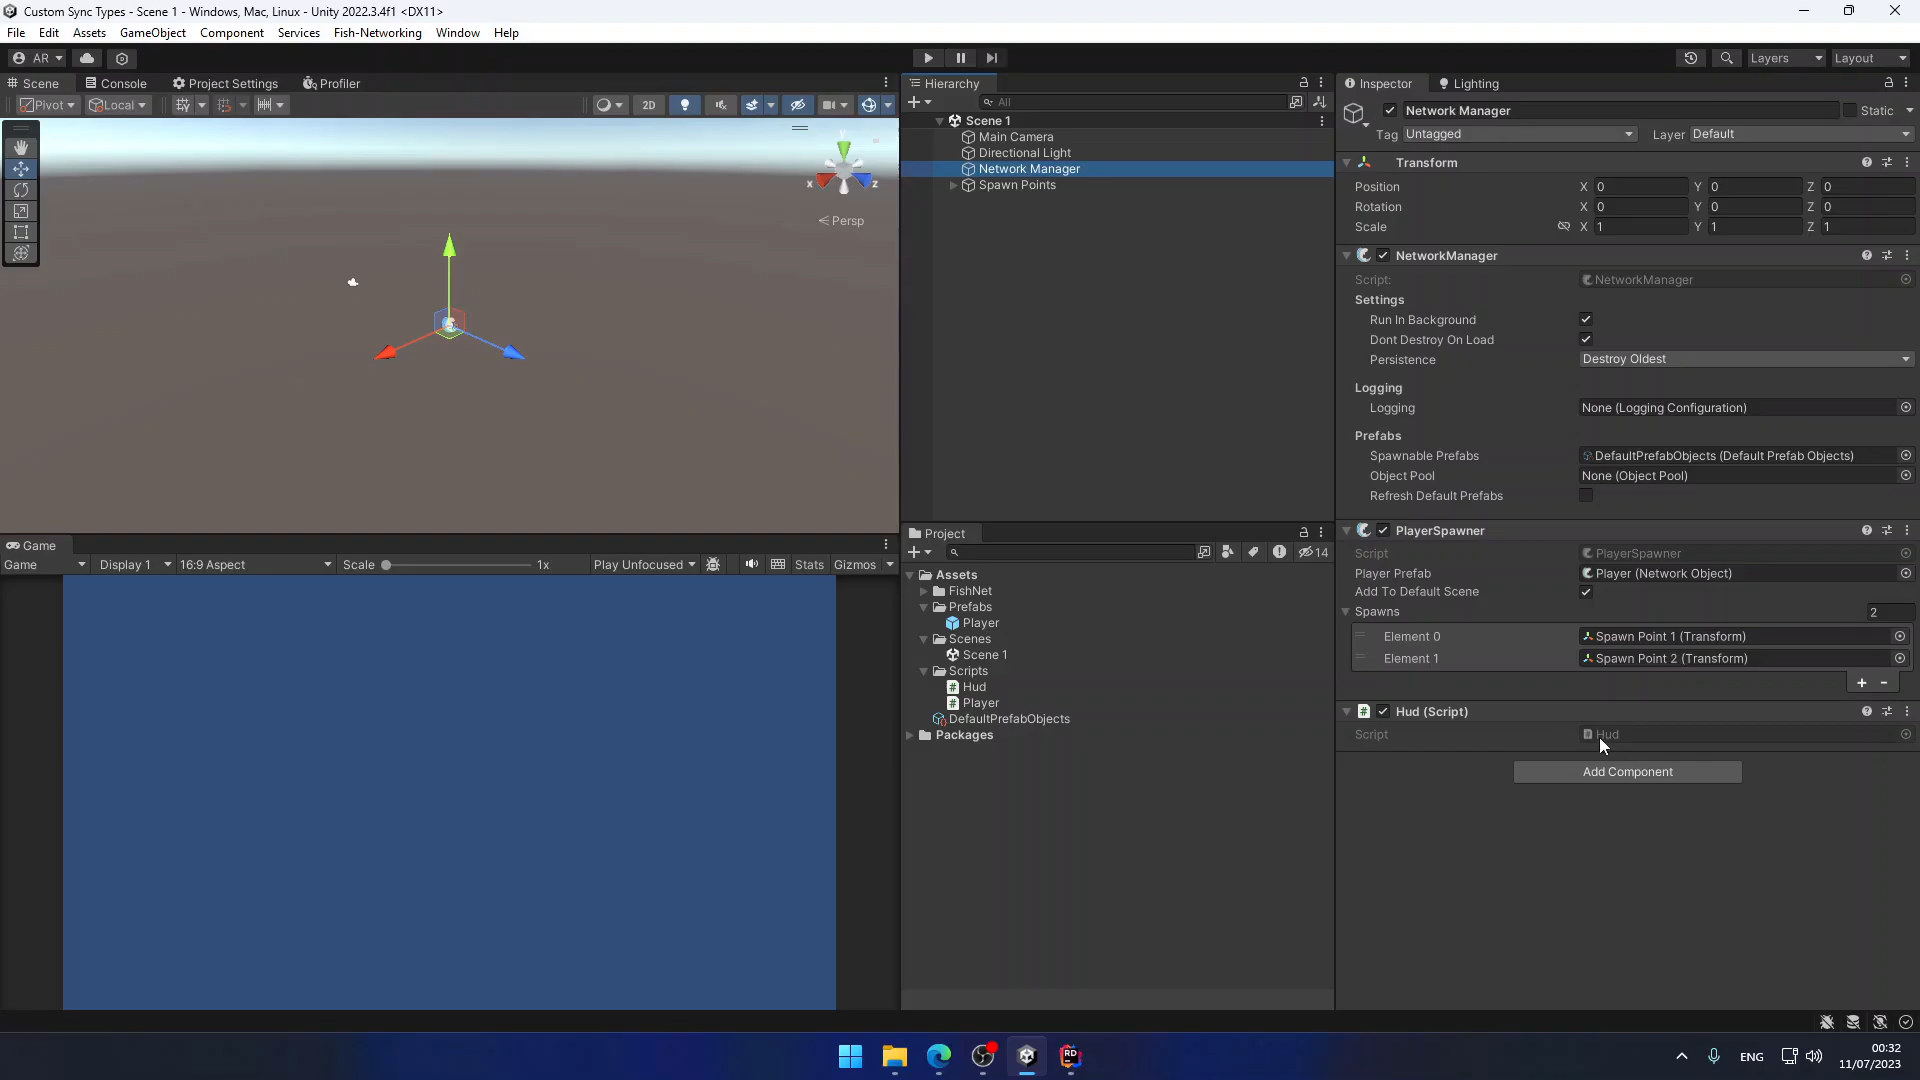 Custom Sync Types - Scene 1 - Windows, Mac, Linux - Unity 2022.3.4f1 <DX11>
File Edit Assets GameObject Component Services Fish-Networking Window Help
AR
Layers Layout
Scene Console Project Settings Profiler
Pivot Local 2D
y
x z
< Persp
Game
Game Display 1 16:9 Aspect Scale 1x Play Unfocused Stats Gizmos
Hierarchy
All
Scene 1
Main Camera
Directional Light
Network Manager
Spawn Points
Project
14
Assets
FishNet
Prefabs
Player
Scenes
Scene 1
Scripts
Hud
Player
DefaultPrefabObjects
Packages
Inspector Lighting
Network Manager Static
Tag Untagged Layer Default
Transform
Position X 0 Y 0 Z 0
Rotation X 0 Y 0 Z 0
Scale X 1 Y 1 Z 1
NetworkManager
Script: NetworkManager
Settings
Run In Background
Dont Destroy On Load
Persistence Destroy Oldest
Logging
Logging None (Logging Configuration)
Prefabs
Spawnable Prefabs DefaultPrefabObjects (Default Prefab Objects)
Object Pool None (Object Pool)
Refresh Default Prefabs
PlayerSpawner
Script PlayerSpawner
Player Prefab Player (Network Object)
Add To Default Scene
Spawns 2
Element 0 Spawn Point 1 (Transform)
Element 1 Spawn Point 2 (Transform)
+ -
# Hud (Script)
Script Hud
Add Component
RD
ENG
00:32
11/07/2023